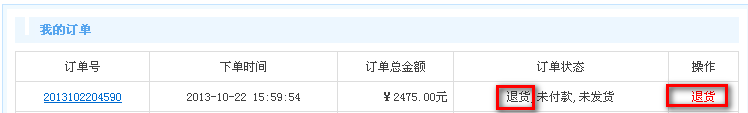 我的订单
订单号 下单时间 订单总金额 订单状态 操作
2013102204590 2013-10-22 15:59:54 ￥2475.00元 退货,未付款,未发货 退货